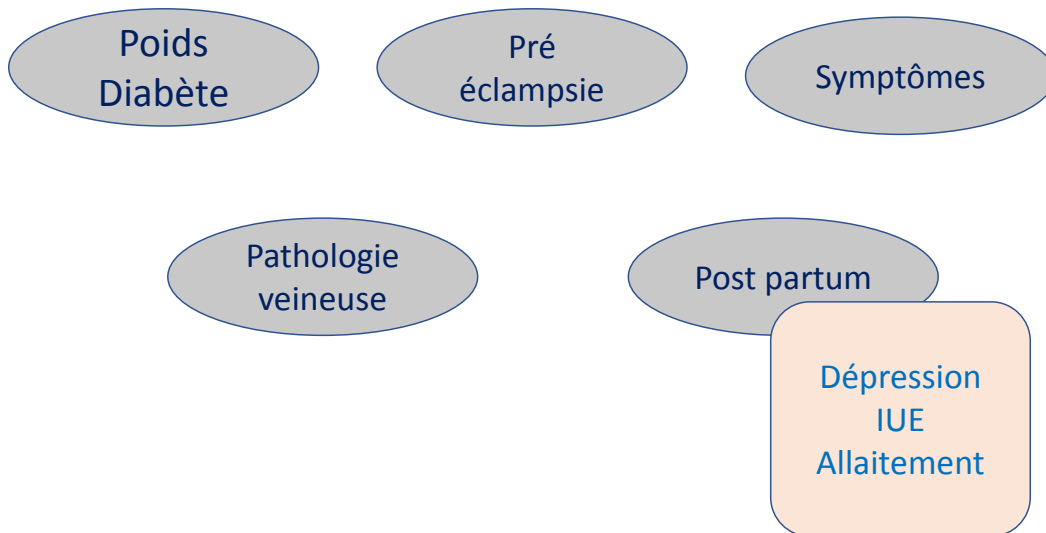 Poids
Diabète
Pré
éclampsie
Symptômes
Pathologie
veineuse
Post partum
Dépression
IUE
Allaitement